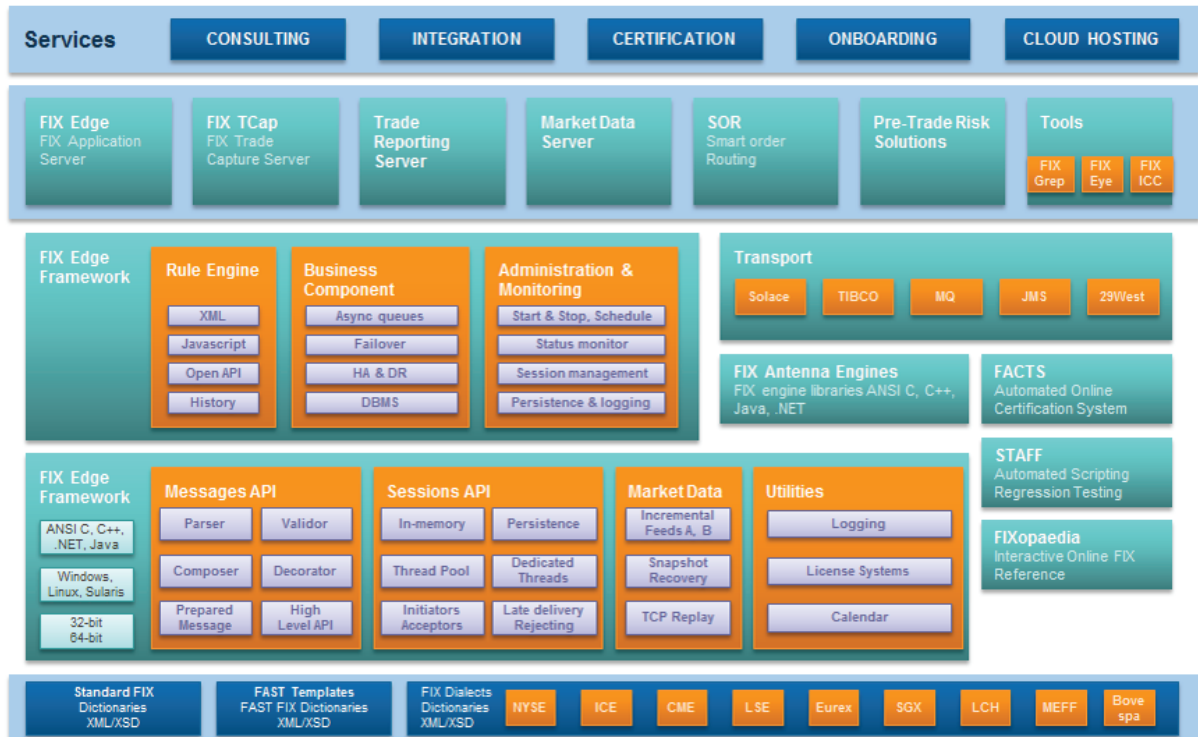 Services
CONSULTING
INTEGRATION
CERTIFICATION
ONBOARDING
CLOUD HOSTING
FIX Edge
FIX Application
Server
FIX TCap
FIX Trade
Capture Server
Trade
Reporting
Server
Market Data
Server
SOR
Smart order
Routing
Pre-Trade Risk
Solutions
Tools
FIX
Grep
FIX
Eye
FIX
ICC
FIX Edge
Framework
Rule Engine
XML
Javascript
Open API
History
Business
Component
Async queues
Failover
HA & DR
DBMS
Administration &
Monitoring
Start & Stop, Schedule
Status monitor
Session management
Persistence & logging
Transport
Solace
TIBCO
MQ
JMS
29West
FIX Antenna Engines
FIX engine libraries ANSI C, C++,
Java, .NET
FACTS
Automated Online
Certification System
STAFF
Automated Scripting
Regression Testing
FIXopaedia
Interactive Online FIX
Reference
FIX Edge
Framework
ANSI C, C++,
.NET, Java
Windows,
Linux, Sularis
32-bit
64-bit
Messages API
Parser
Validor
Composer
Decorator
Prepared
Message
High
Level API
Sessions API
In-memory
Persistence
Thread Pool
Dedicated
Threads
Initiators
Acceptors
Late delivery
Rejecting
Market Data
Incremental
Feeds A, B
Snapshot
Recovery
TCP Replay
Utilities
Logging
License Systems
Calendar
Standard FIX
Dictionaries
XML/XSD
FAST Templates
FAST FIX Dictionaries
XML/XSD
FIX Dialects
Dictionaries
XML/XSD
NYSE
ICE
CME
LSE
Eurex
SGX
LCH
MEFF
Bove
spa